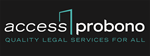 access probono
QUALITY LEGAL SERVICES FOR ALL